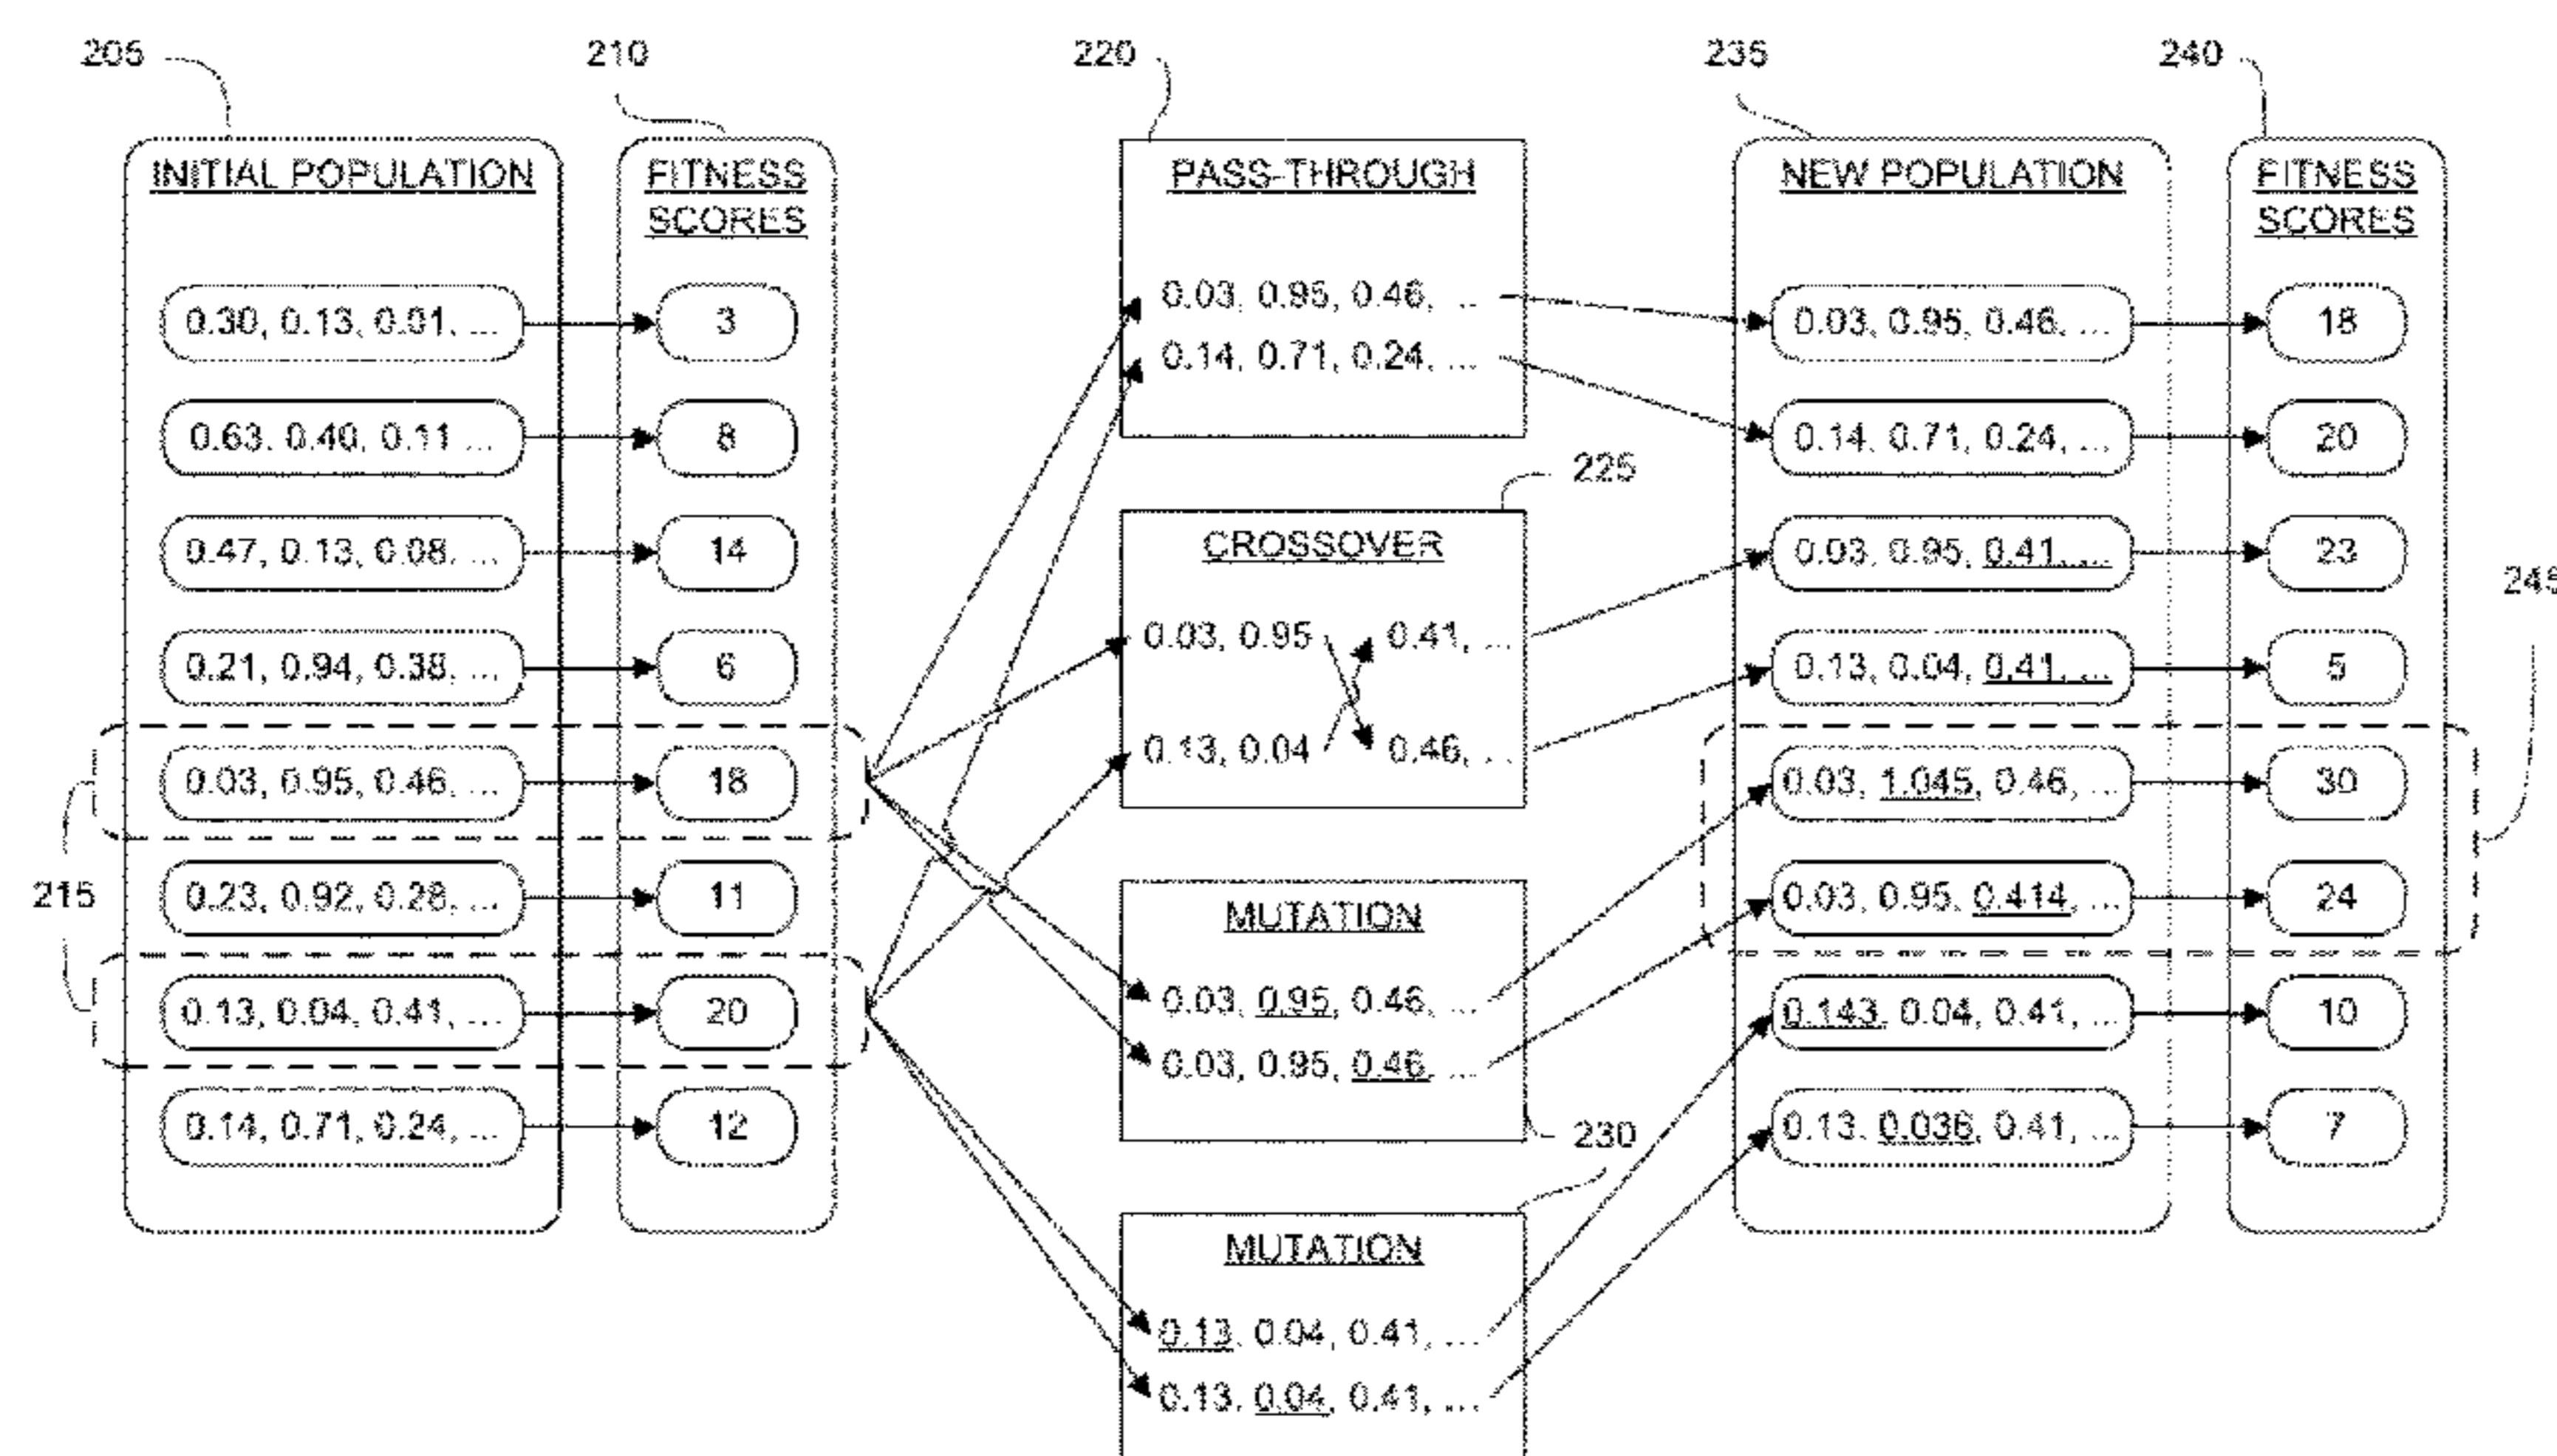 205
210
220
235
240
INITIAL POPULATION
FITNESS
SCORES
0.30, 0.13, 0.01, ...
3
0.63. 0.40, 0.11 ...
8
0.47, 0.13, 0.08, ...
14
0.21, 0.94, 0.38, ...
6
0.03, 0.95, 0.46, ...
18
0.23, 0.92, 0.28, ...
11
0.13, 0.04, 0.41, ...
20
0.14, 0.71, 0.24, ...
12
215
PASS-THROUGH
0.03, 0.95, 0.46, ...
0.14, 0.71, 0.24, ...
225
CROSSOVER
0.03, 0.95
0.41, ...
0.13, 0.04
0.46, ...
MUTATION
0.03, 0.95, 0.46, ...
0.03, 0.95, 0.46, ...
230
MUTATION
0.13, 0.04, 0.41, ...
0.13, 0.04, 0.41, ...
NEW POPULATION
FITNESS
SCORES
0.03, 0.95, 0.46, ...
18
0.14, 0.71, 0.24, ...
20
0.03, 0.95, 0.41, ...
23
0.13, 0.04, 0.41, ...
5
0.03, 1.045, 0.46, ...
30
0.03, 0.95, 0.414, ...
24
0.143, 0.04, 0.41, ...
10
0.13, 0.036, 0.41, ...
7
245